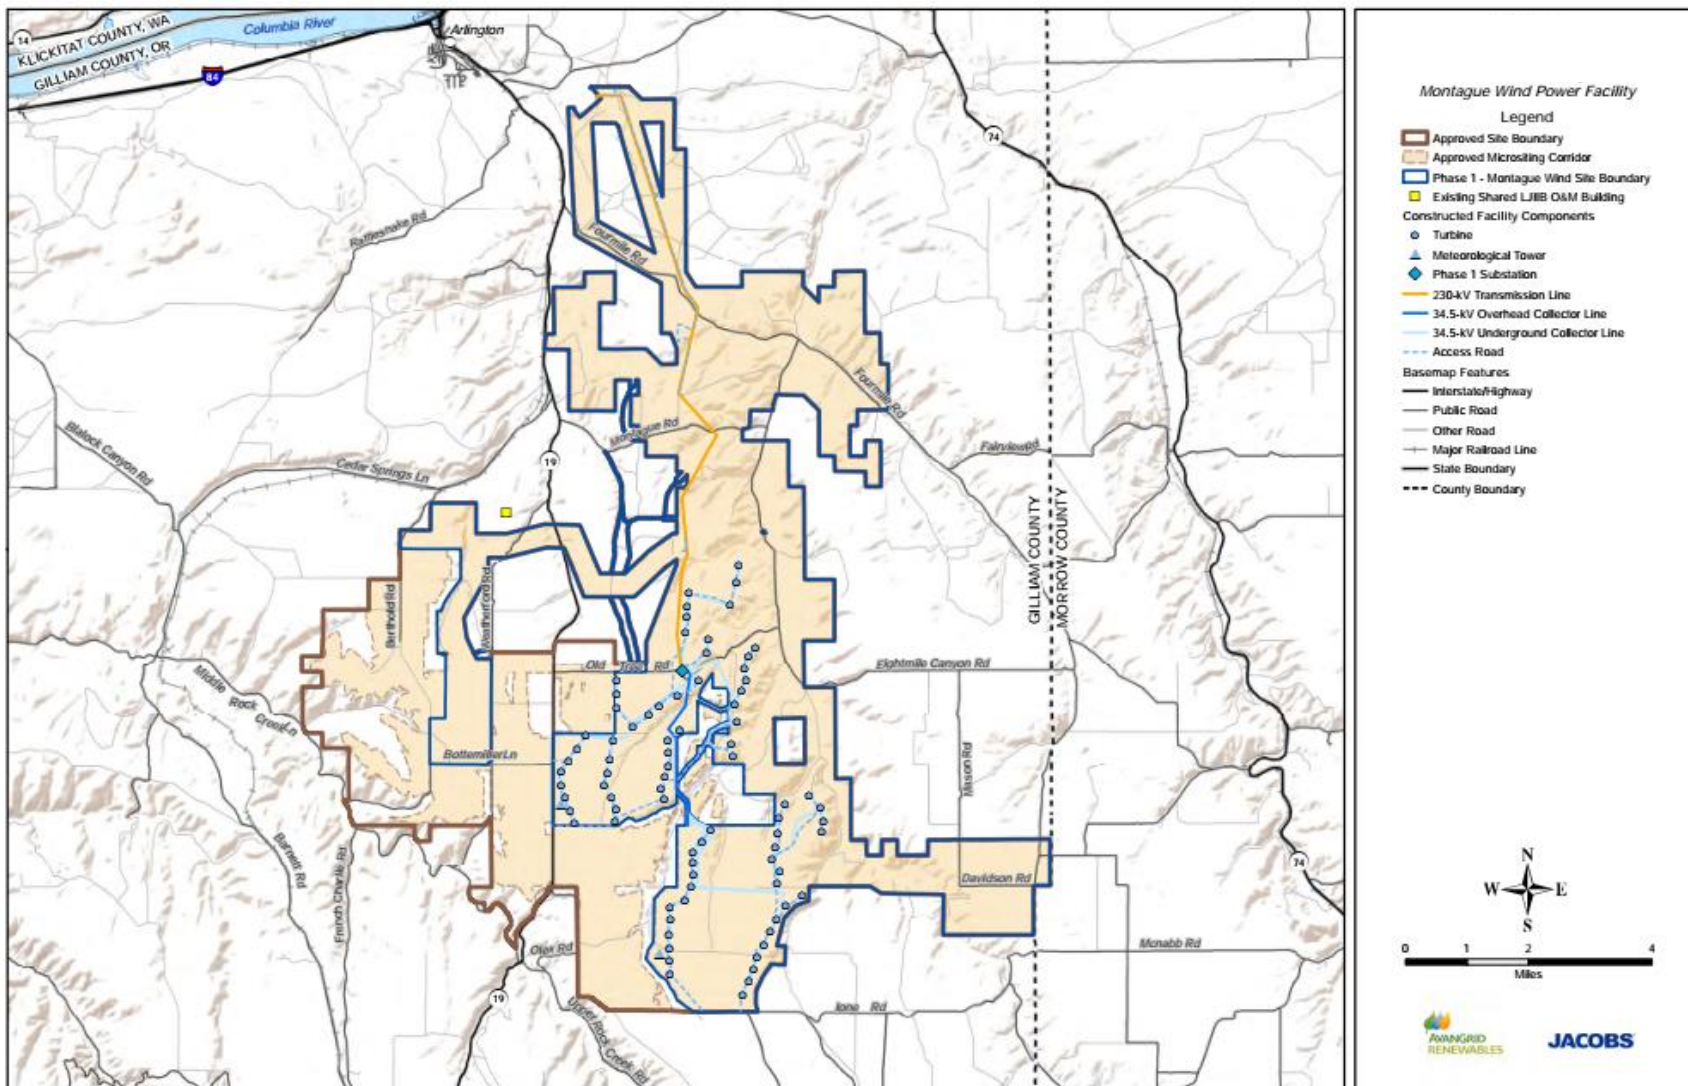 14
KLICKITAT COUNTY, WA
GILLIAM COUNTY, OR
Columbia River
Arlington
84
74
Rattlesnake Rd
Fourmile Rd
Fourmile Rd
Montague Rd
Fairview Rd
Blalock Canyon Rd
Cedar Springs Ln
19
GILLIAM COUNTY
MORROW COUNTY
Berthold Rd
Weatherford Rd
Old Tree Rd
Eightmile Canyon Rd
Middle Rock Creek Ln
Bottemiller Ln
Mason Rd
Barnett Rd
French Charlie Rd
Davidson Rd
74
Olex Rd
Mcnabb Rd
19
Upper Rock Creek Rd
Ione Rd
Montague Wind Power Facility
Legend
Approved Site Boundary
Approved Micrositing Corridor
Phase 1 - Montague Wind Site Boundary
Existing Shared LJIIB O&M Building
Constructed Facility Components
Turbine
Meteorological Tower
Phase 1 Substation
230-kV Transmission Line
34.5-kV Overhead Collector Line
34.5-kV Underground Collector Line
Access Road
Basemap Features
Interstate/Highway
Public Road
Other Road
Major Railroad Line
State Boundary
County Boundary
N
W E
S
0 1 2 4
Miles
AVANGRID
RENEWABLES
JACOBS